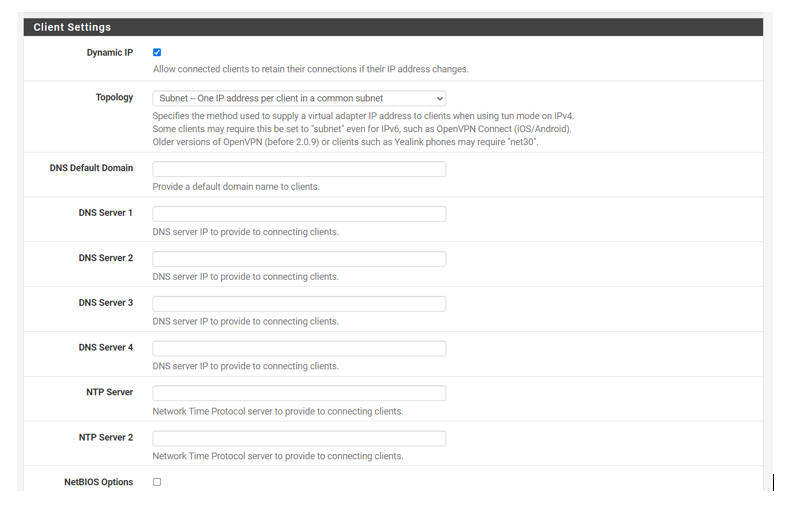 Client Settings
Dynamic IP
Allow connected clients to retain their connections if their IP address changes.
Topology
Subnet -- One IP address per client in a common subnet
Specifies the method used to supply a virtual adapter IP address to clients when using tun mode on IPv4.
Some clients may require this be set to "subnet" even for IPv6, such as OpenVPN Connect (iOS/Android).
Older versions of OpenVPN (before 2.0.9) or clients such as Yealink phones may require "net30".
DNS Default Domain
Provide a default domain name to clients.
DNS Server 1
DNS server IP to provide to connecting clients.
DNS Server 2
DNS server IP to provide to connecting clients.
DNS Server 3
DNS server IP to provide to connecting clients.
DNS Server 4
DNS server IP to provide to connecting clients.
NTP Server
Network Time Protocol server to provide to connecting clients.
NTP Server 2
Network Time Protocol server to provide to connecting clients.
NetBIOS Options